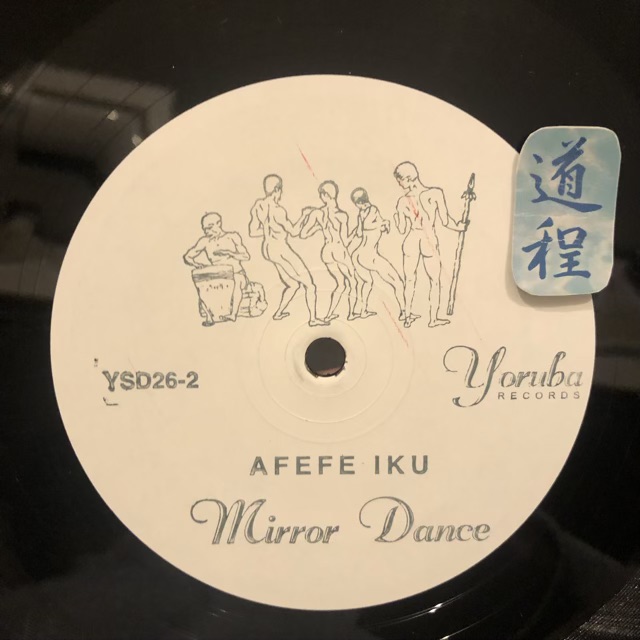 道程
YSD26-2
Yoruba
RECORDS
AFEFE IKU
Mirror Dance